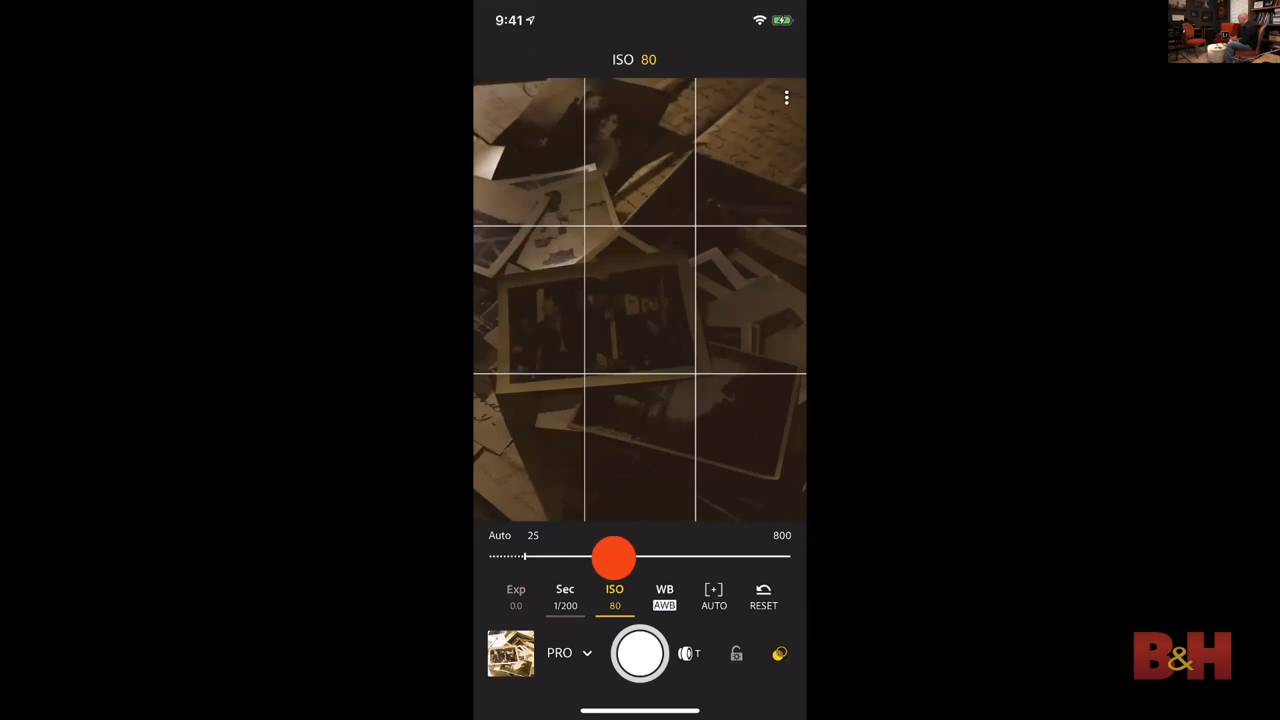 9:41
ISO 80
Auto 25 800
Exp Sec ISO WB [+]
0.0 1/200 80 AWB AUTO RESET
PRO T
B&H